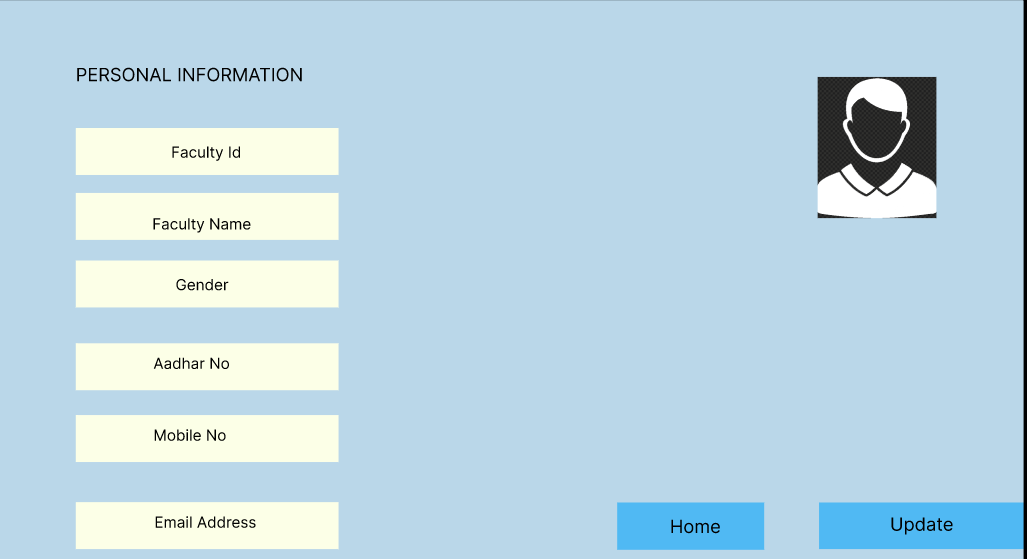 PERSONAL INFORMATION
Faculty Id
Faculty Name
Gender
Aadhar No
Mobile No
Email Address
Home
Update